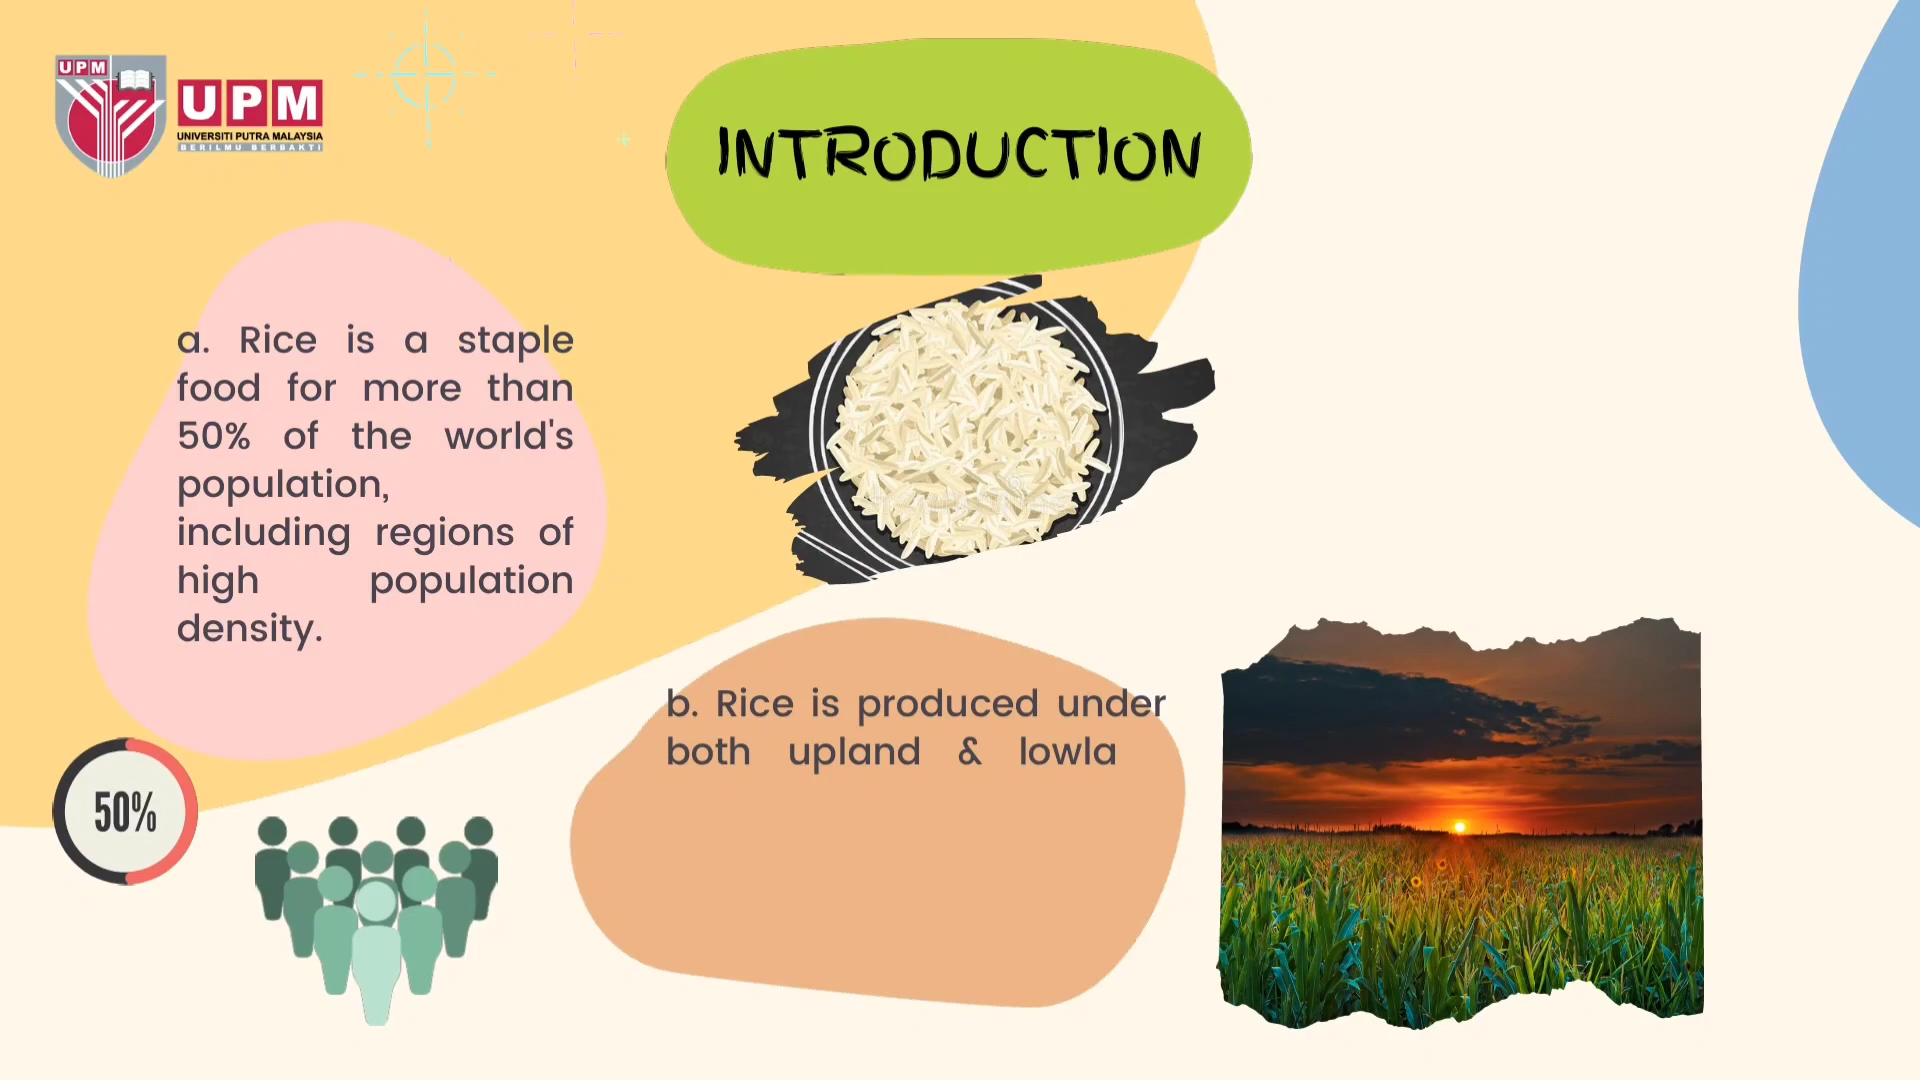 UPM
UPM
UNIVERSITI PUTRA MALAYSIA
BERILMU BERBAKTI
INTRODUCTION
a. Rice is a staple
food for more than
50% of the world's
population,
including regions of
high population
density.
50%
b. Rice is produced under
both upland & lowla